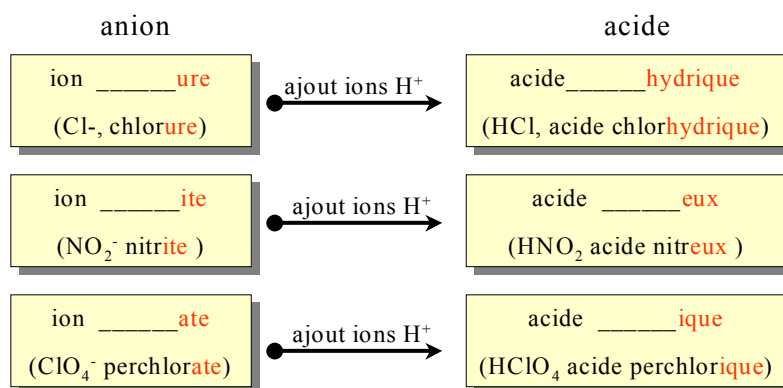 anion
acide
ion ______ure
ajout ions H⁺
acide______hydrique
(Cl-, chlorure)
(HCl, acide chlorhydrique)
ion ______ite
ajout ions H⁺
acide ______eux
(NO₂⁻ nitrite )
(HNO₂ acide nitreux )
ion ______ate
ajout ions H⁺
acide ______ique
(ClO₄⁻ perchlorate)
(HClO₄ acide perchlorique)